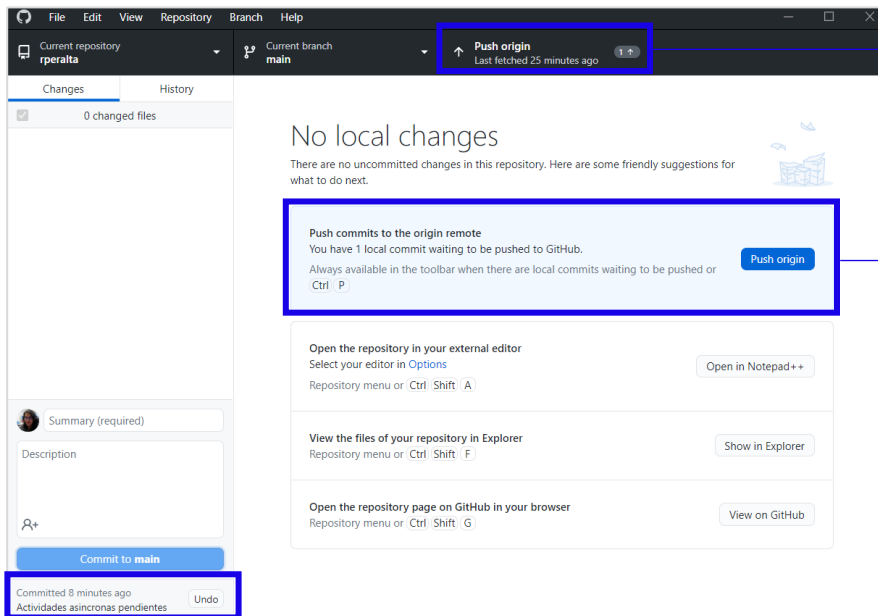 File Edit View Repository Branch Help
Current repository
rperalta
Current branch
main
Push origin
Last fetched 25 minutes ago
1
Changes History
0 changed files
No local changes
There are no uncommitted changes in this repository. Here are some friendly suggestions for
what to do next.
Push commits to the origin remote
You have 1 local commit waiting to be pushed to GitHub.
Always available in the toolbar when there are local commits waiting to be pushed or
Ctrl P
Push origin
Open the repository in your external editor
Select your editor in Options
Repository menu or Ctrl Shift A
Open in Notepad++
View the files of your repository in Explorer
Repository menu or Ctrl Shift F
Show in Explorer
Open the repository page on GitHub in your browser
Repository menu or Ctrl Shift G
View on GitHub
Summary (required)
Description
Commit to main
Committed 8 minutes ago
Actividades asincronas pendientes
Undo